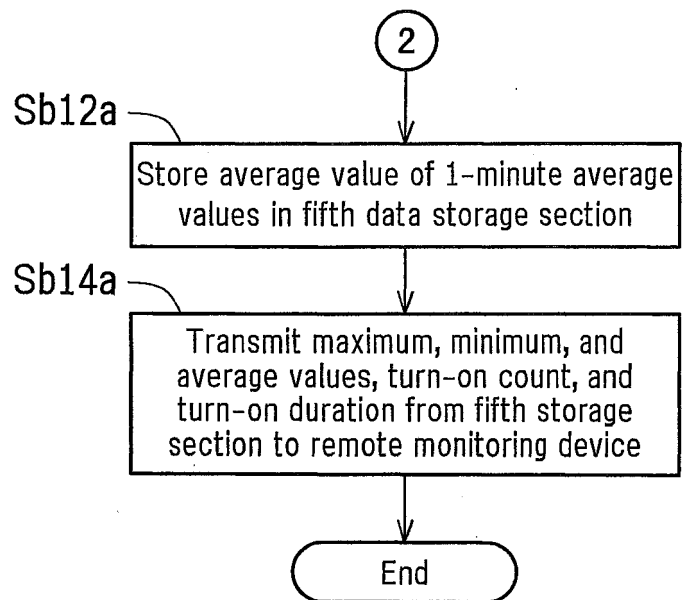 2
Sb12a
Store average value of 1-minute average
values in fifth data storage section
Sb14a
Transmit maximum, minimum, and
average values, turn-on count, and
turn-on duration from fifth storage
section to remote monitoring device
End